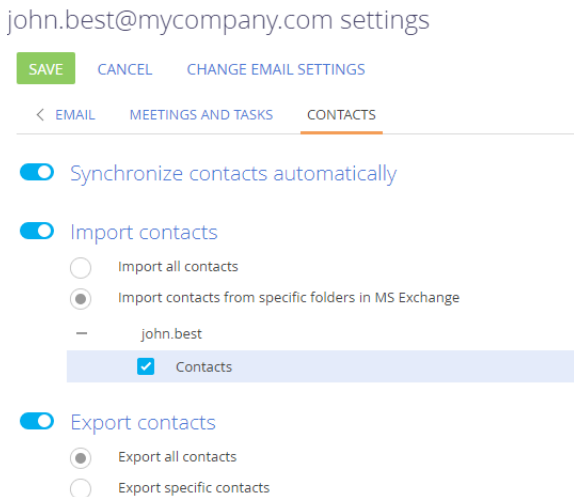 john.best@mycompany.com settings
SAVE CANCEL CHANGE EMAIL SETTINGS
< EMAIL MEETINGS AND TASKS CONTACTS
Synchronize contacts automatically
Import contacts
Import all contacts
Import contacts from specific folders in MS Exchange
john.best
Contacts
Export contacts
Export all contacts
Export specific contacts